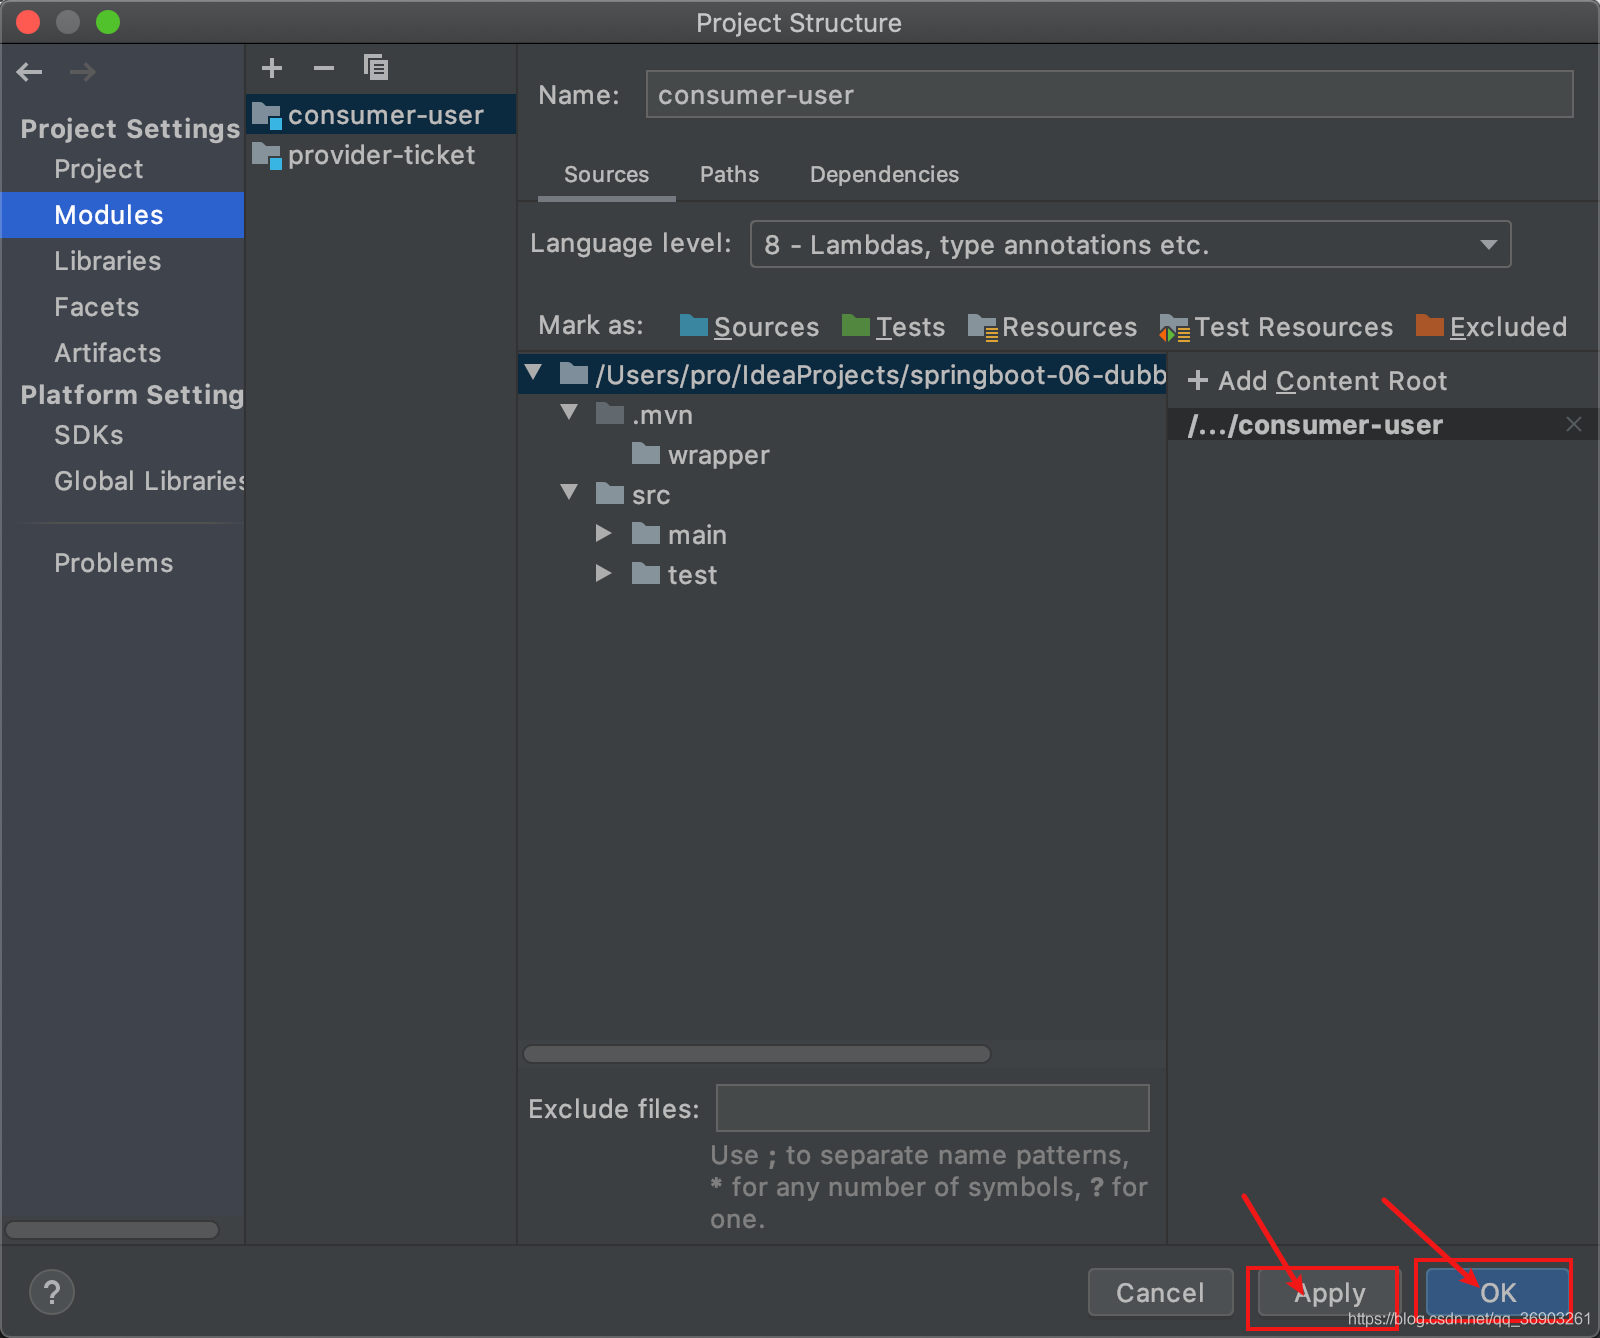 Project Structure
Project Settings
Project
Modules
Libraries
Facets
Artifacts
Platform Setting
SDKs
Global Libraries
Problems
consumer-user
provider-ticket
Name: consumer-user
Sources Paths Dependencies
Language level: 8 - Lambdas, type annotations etc.
Mark as: Sources Tests Resources Test Resources Excluded
/Users/pro/IdeaProjects/springboot-06-dubb
.mvn
wrapper
src
main
test
+ Add Content Root
/.../consumer-user
Exclude files:
Use ; to separate name patterns,
* for any number of symbols, ? for
one.
? Cancel Apply OK
https://blog.csdn.net/qq_36903261